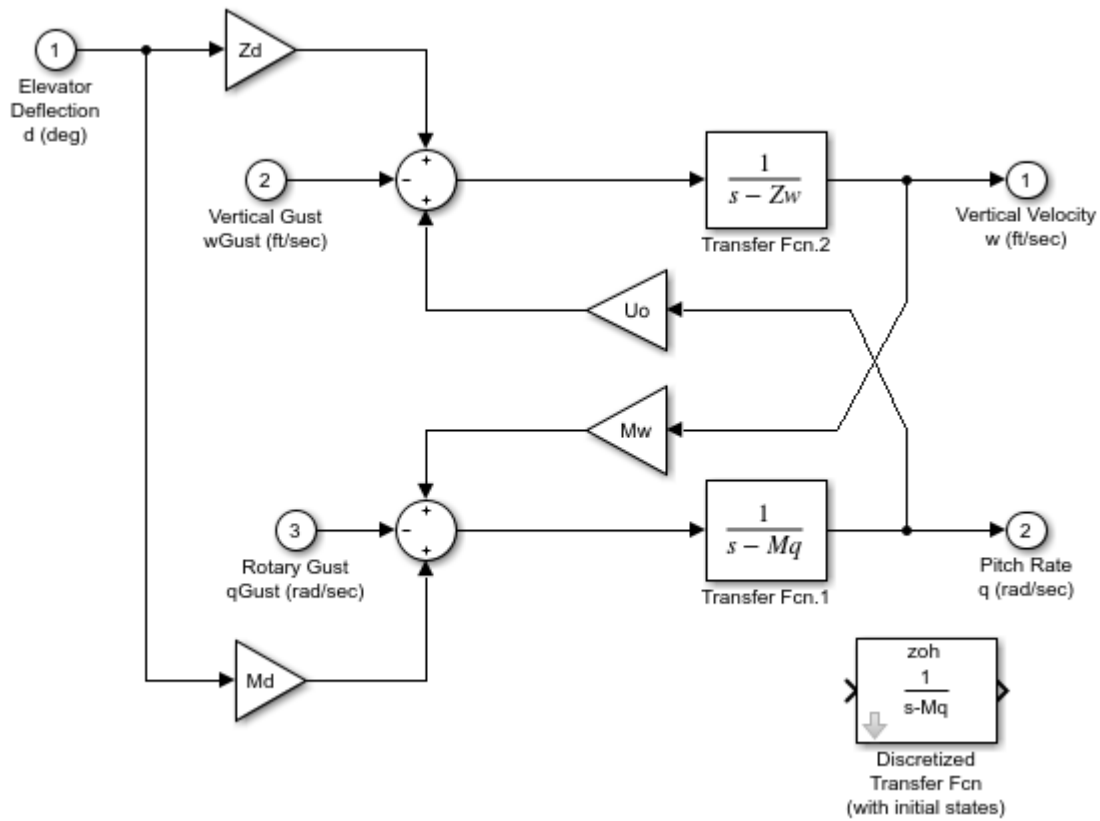 1
Elevator
Deflection
d (deg)
Zd
+
-
+
2
Vertical Gust
wGust (ft/sec)
1
s − Zw
Transfer Fcn.2
1
Vertical Velocity
w (ft/sec)
Uo
Mw
+
-
+
3
Rotary Gust
qGust (rad/sec)
1
s − Mq
Transfer Fcn.1
2
Pitch Rate
q (rad/sec)
Md
zoh
1
s-Mq
Discretized
Transfer Fcn
(with initial states)